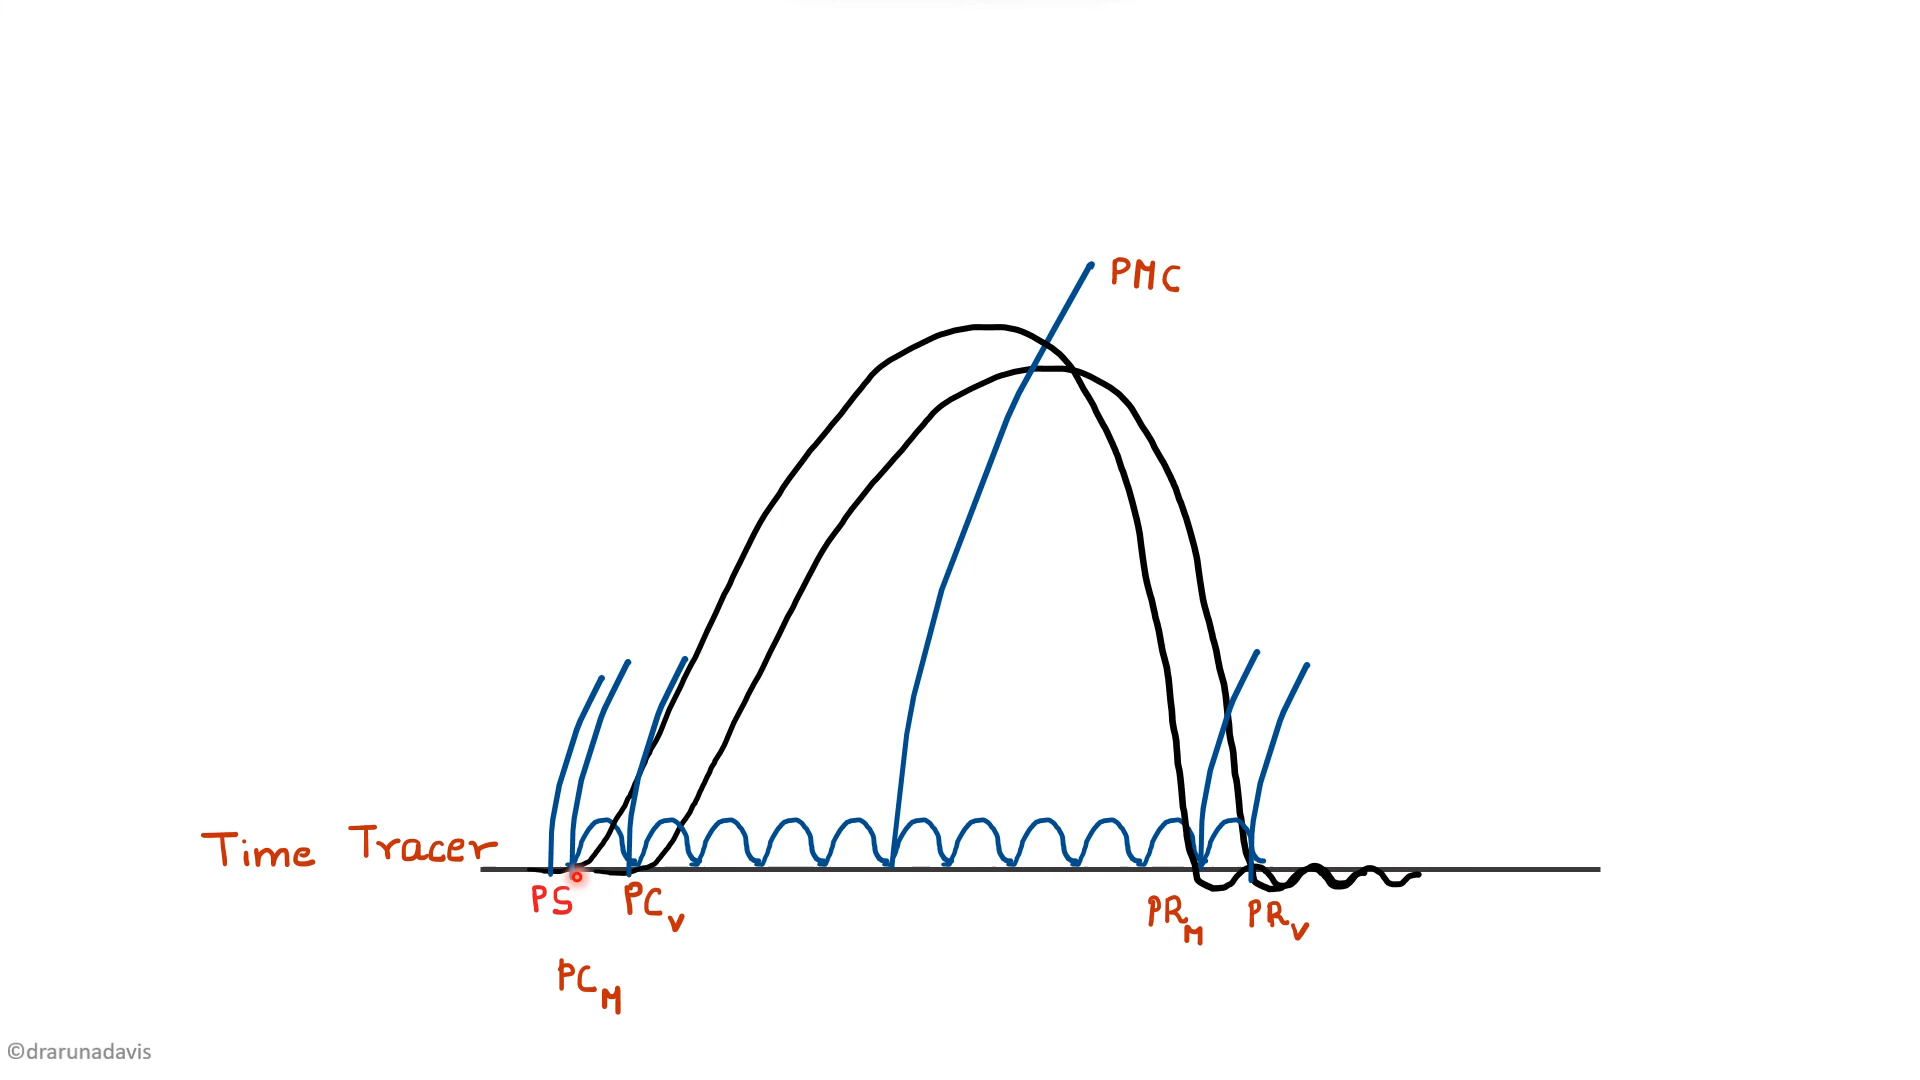 PMC
Time Tracer
PS PCV PRM PRV
PCM
©drarunadavis